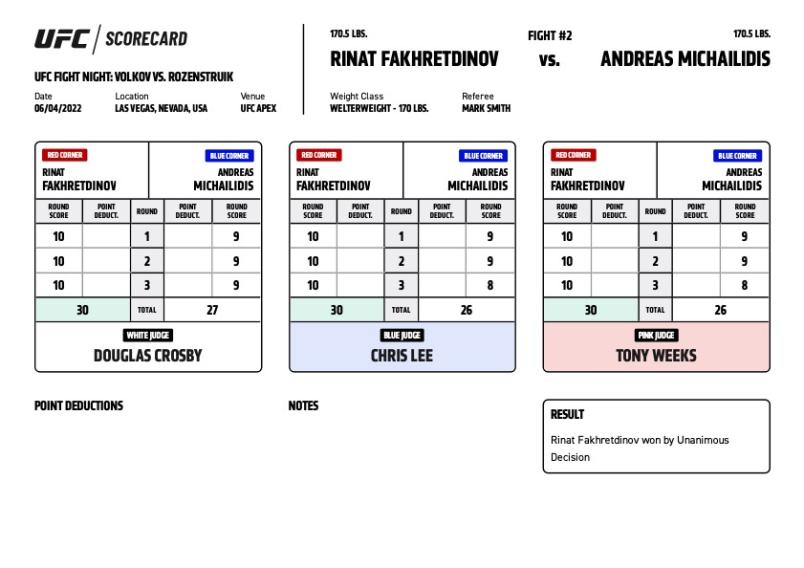 UFC / SCORECARD
UFC FIGHT NIGHT: VOLKOV VS. ROZENSTRUIK
Date Location Venue
06/04/2022 LAS VEGAS, NEVADA, USA UFC APEX
170.5 LBS. FIGHT #2 170.5 LBS.
RINAT FAKHRETDINOV VS. ANDREAS MICHAILIDIS
Weight Class Referee
WELTERWEIGHT - 170 LBS. MARK SMITH
RED CORNER BLUE CORNER
RINAT ANDREAS
FAKHRETDINOV MICHAILIDIS
ROUND POINT ROUND POINT ROUND
SCORE DEDUCT. DEDUCT. SCORE
10 1 9
10 2 9
10 3 9
30 TOTAL 27
WHITE JUDGE
DOUGLAS CROSBY
RED CORNER BLUE CORNER
RINAT ANDREAS
FAKHRETDINOV MICHAILIDIS
ROUND POINT ROUND POINT ROUND
SCORE DEDUCT. DEDUCT. SCORE
10 1 9
10 2 9
10 3 8
30 TOTAL 26
BLUE JUDGE
CHRIS LEE
RED CORNER BLUE CORNER
RINAT ANDREAS
FAKHRETDINOV MICHAILIDIS
ROUND POINT ROUND POINT ROUND
SCORE DEDUCT. DEDUCT. SCORE
10 1 9
10 2 9
10 3 8
30 TOTAL 26
PINK JUDGE
TONY WEEKS
POINT DEDUCTIONS
NOTES
RESULT
Rinat Fakhretdinov won by Unanimous
Decision